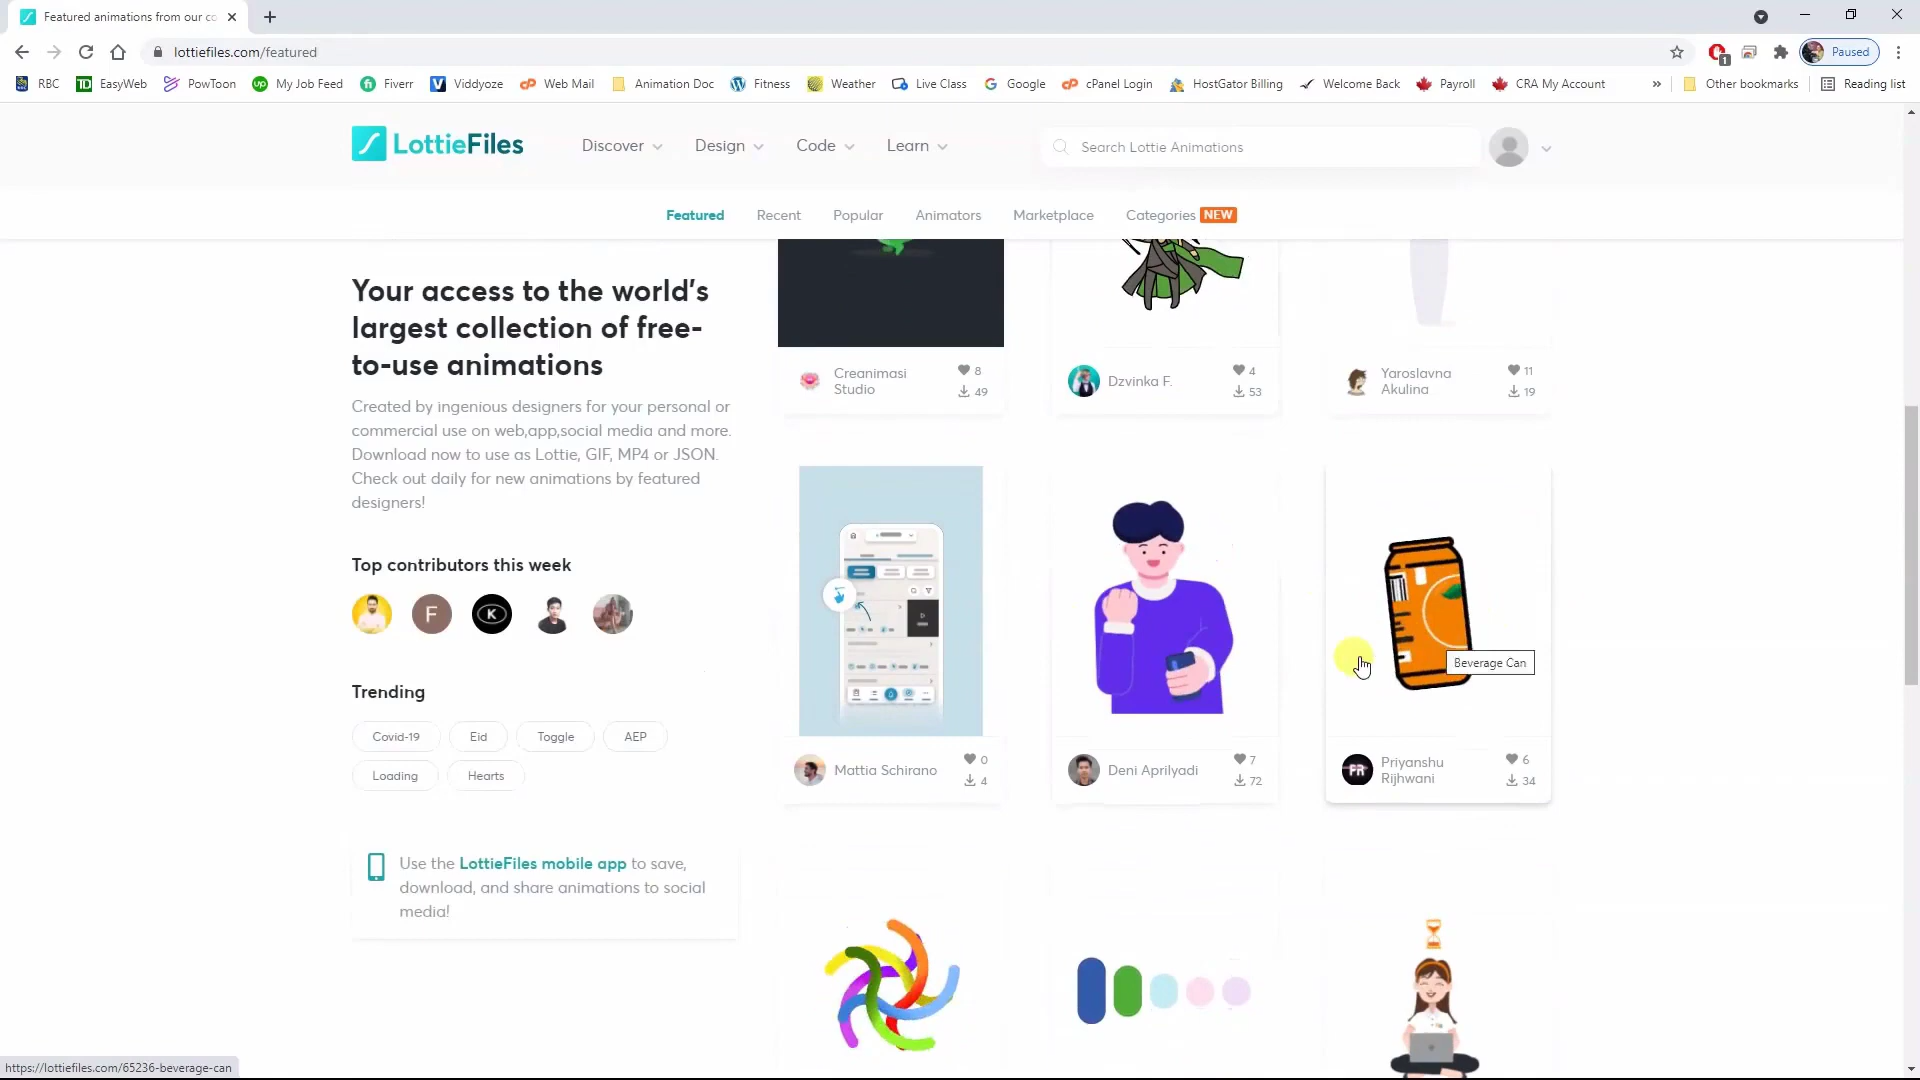 Featured animations from our co
lottiefiles.com/featured
1
Paused
RBC EasyWeb PowToon My Job Feed Fiverr Viddyoze Web Mail Animation Doc Fitness Weather Live Class Google cPanel Login HostGator Billing Welcome Back Payroll CRA My Account » Other bookmarks Reading list
LottieFiles Discover Design Code Learn Search Lottie Animations
Featured Recent Popular Animators Marketplace Categories NEW
Your access to the world's
largest collection of free-
to-use animations
Created by ingenious designers for your personal or
commercial use on web,app,social media and more.
Download now to use as Lottie, GIF, MP4 or JSON.
Check out daily for new animations by featured
designers!
Top contributors this week
F K
Trending
Covid-19 Eid Toggle AEP
Loading Hearts
Use the LottieFiles mobile app to save,
download, and share animations to social
media!
Creanimasi
Studio
8
49
Dzvinka F.
4
53
Yaroslavna
Akulina
11
19
Mattia Schirano
0
4
Deni Aprilyadi
7
72
Beverage Can
PR
Priyanshu
Rijhwani
6
34
https://lottiefiles.com/65236-beverage-can